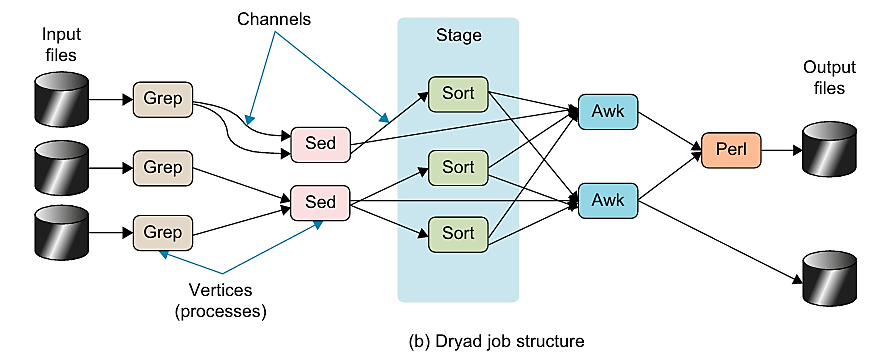 Channels
Input
files
Stage
Output
files
Grep
Sort
Awk
Sed
Perl
Grep
Sort
Sed
Awk
Grep
Sort
Vertices
(processes)
(b) Dryad job structure